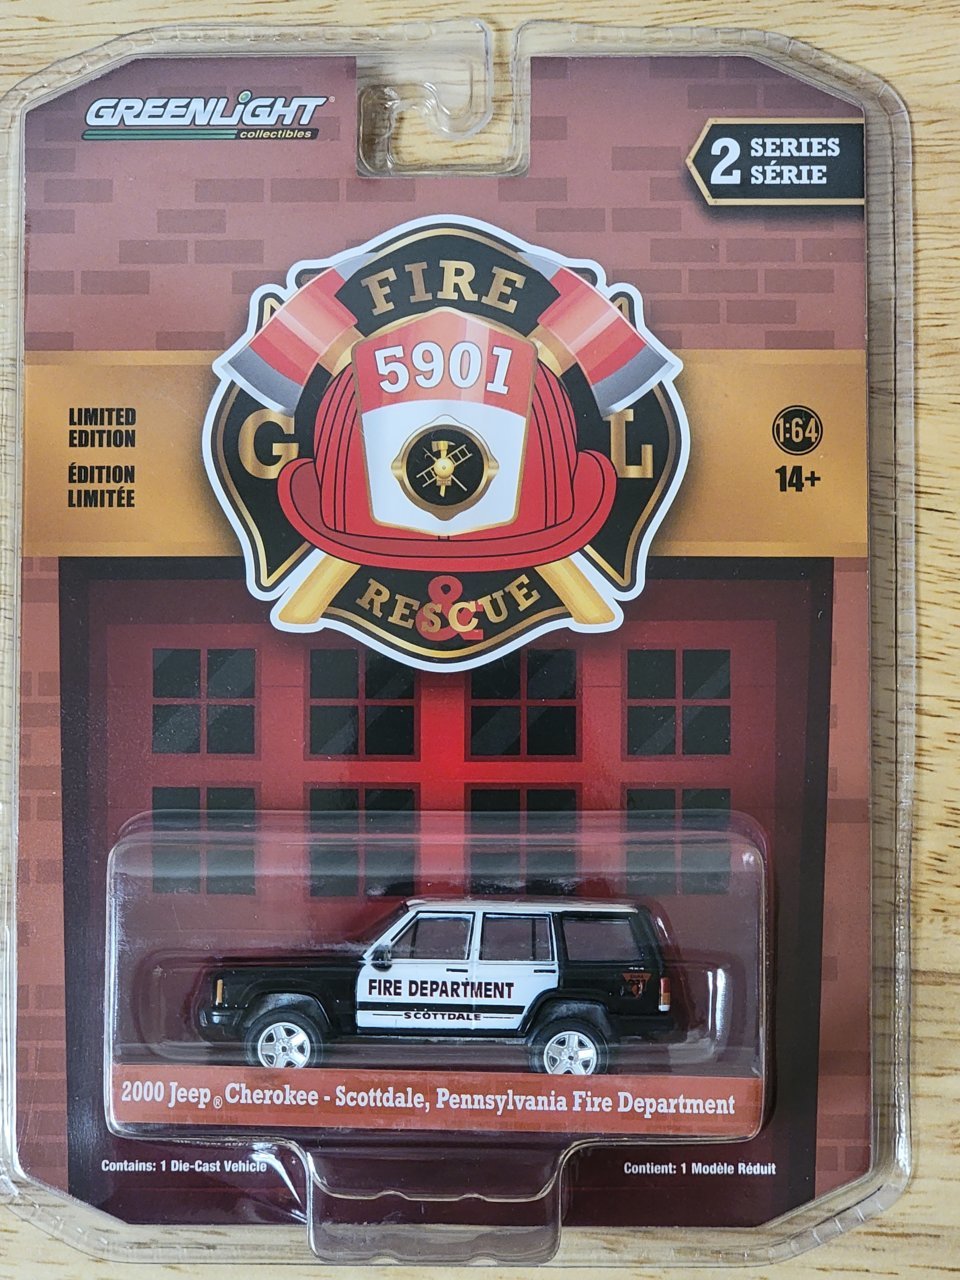 GREENLIGHT®
collectibles
2 SERIES
SÉRIE
FIRE
5901
G L
&
RESCUE
LIMITED
EDITION
ÉDITION
LIMITÉE
1:64
14+
4X4
FIRE DEPARTMENT
SCOTTDALE
2000 Jeep® Cherokee - Scottdale, Pennsylvania Fire Department
Contains: 1 Die-Cast Vehicle
Contient: 1 Modèle Réduit